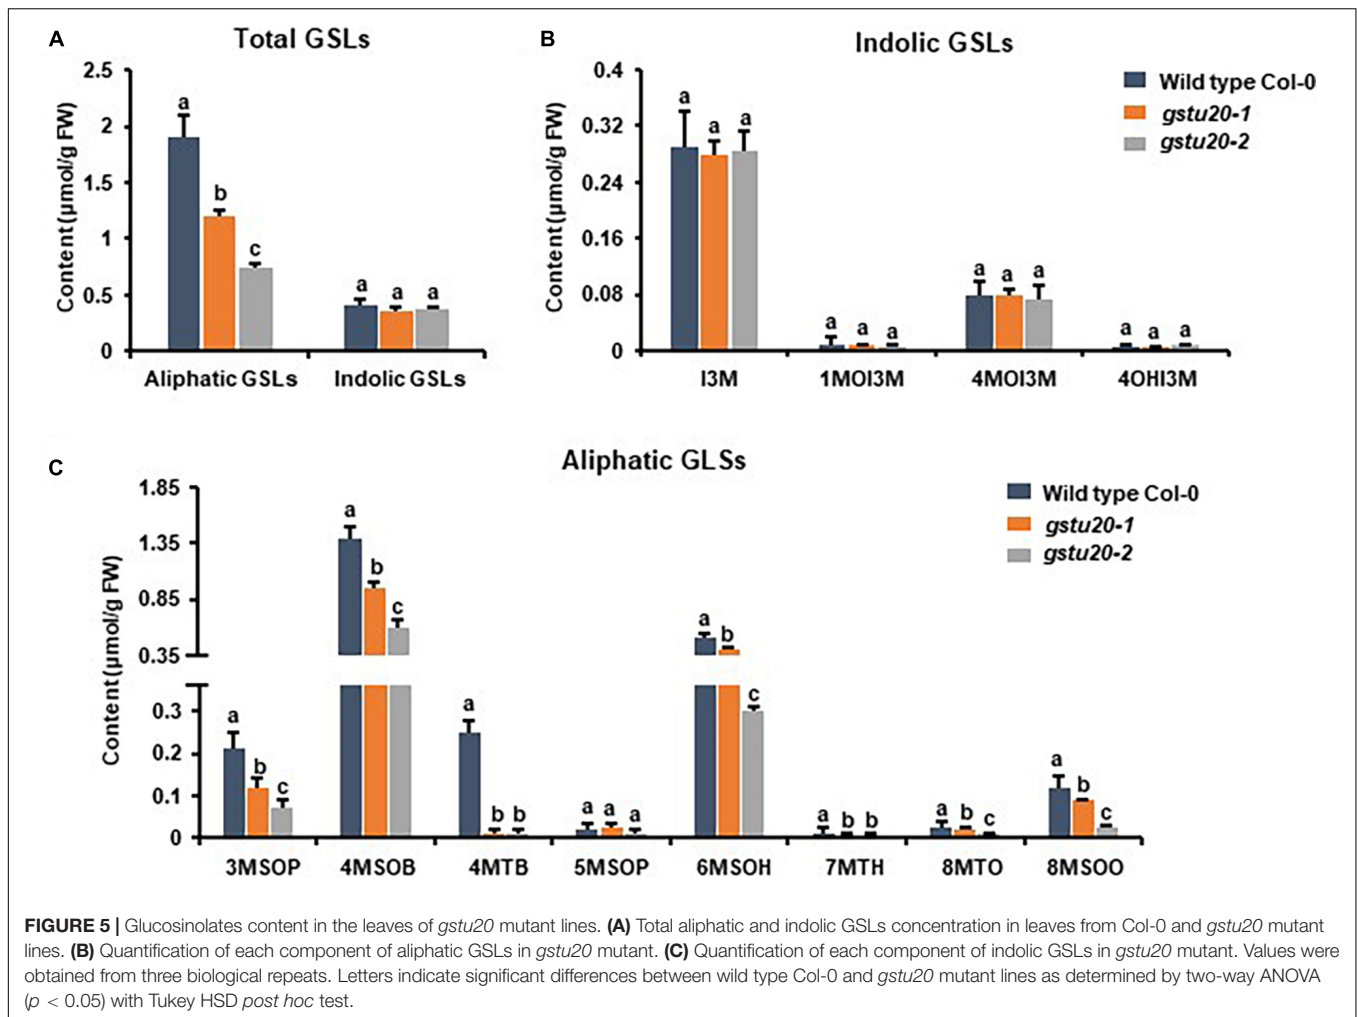 A
Total GSLs
Content (µmol/g FW)
2.5
2
1.5
1
0.5
0
a
b
c
a
a
a
Aliphatic GSLs
Indolic GSLs
B
Indolic GSLs
Wild type Col-0
gstu20-1
gstu20-2
Content (µmol/g FW)
0.4
0.32
0.24
0.16
0.08
0
a
a
a
a
a
a
a
a
a
a
a
a
I3M
1MOI3M
4MOI3M
4OHI3M
C
Aliphatic GLSs
Wild type Col-0
gstu20-1
gstu20-2
Content (µmol/g FW)
1.85
1.35
0.85
0.35
0.3
0.2
0.1
0
a
b
c
a
b
c
a
b
b
a
a
a
a
b
c
a
b
b
a
b
c
a
b
c
3MSOP
4MSOB
4MTB
5MSOP
6MSOH
7MTH
8MTO
8MSOO
FIGURE 5 | Glucosinolates content in the leaves of gstu20 mutant lines. (A) Total aliphatic and indolic GSLs concentration in leaves from Col-0 and gstu20 mutant
lines. (B) Quantification of each component of aliphatic GSLs in gstu20 mutant. (C) Quantification of each component of indolic GSLs in gstu20 mutant. Values were
obtained from three biological repeats. Letters indicate significant differences between wild type Col-0 and gstu20 mutant lines as determined by two-way ANOVA
(p < 0.05) with Tukey HSD post hoc test.